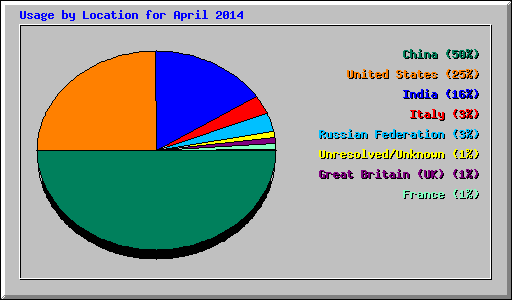 Usage by Location for April 2014
China (50%)
United States (25%)
India (16%)
Italy (3%)
Russian Federation (3%)
Unresolved/Unknown (1%)
Great Britain (UK) (1%)
France (1%)